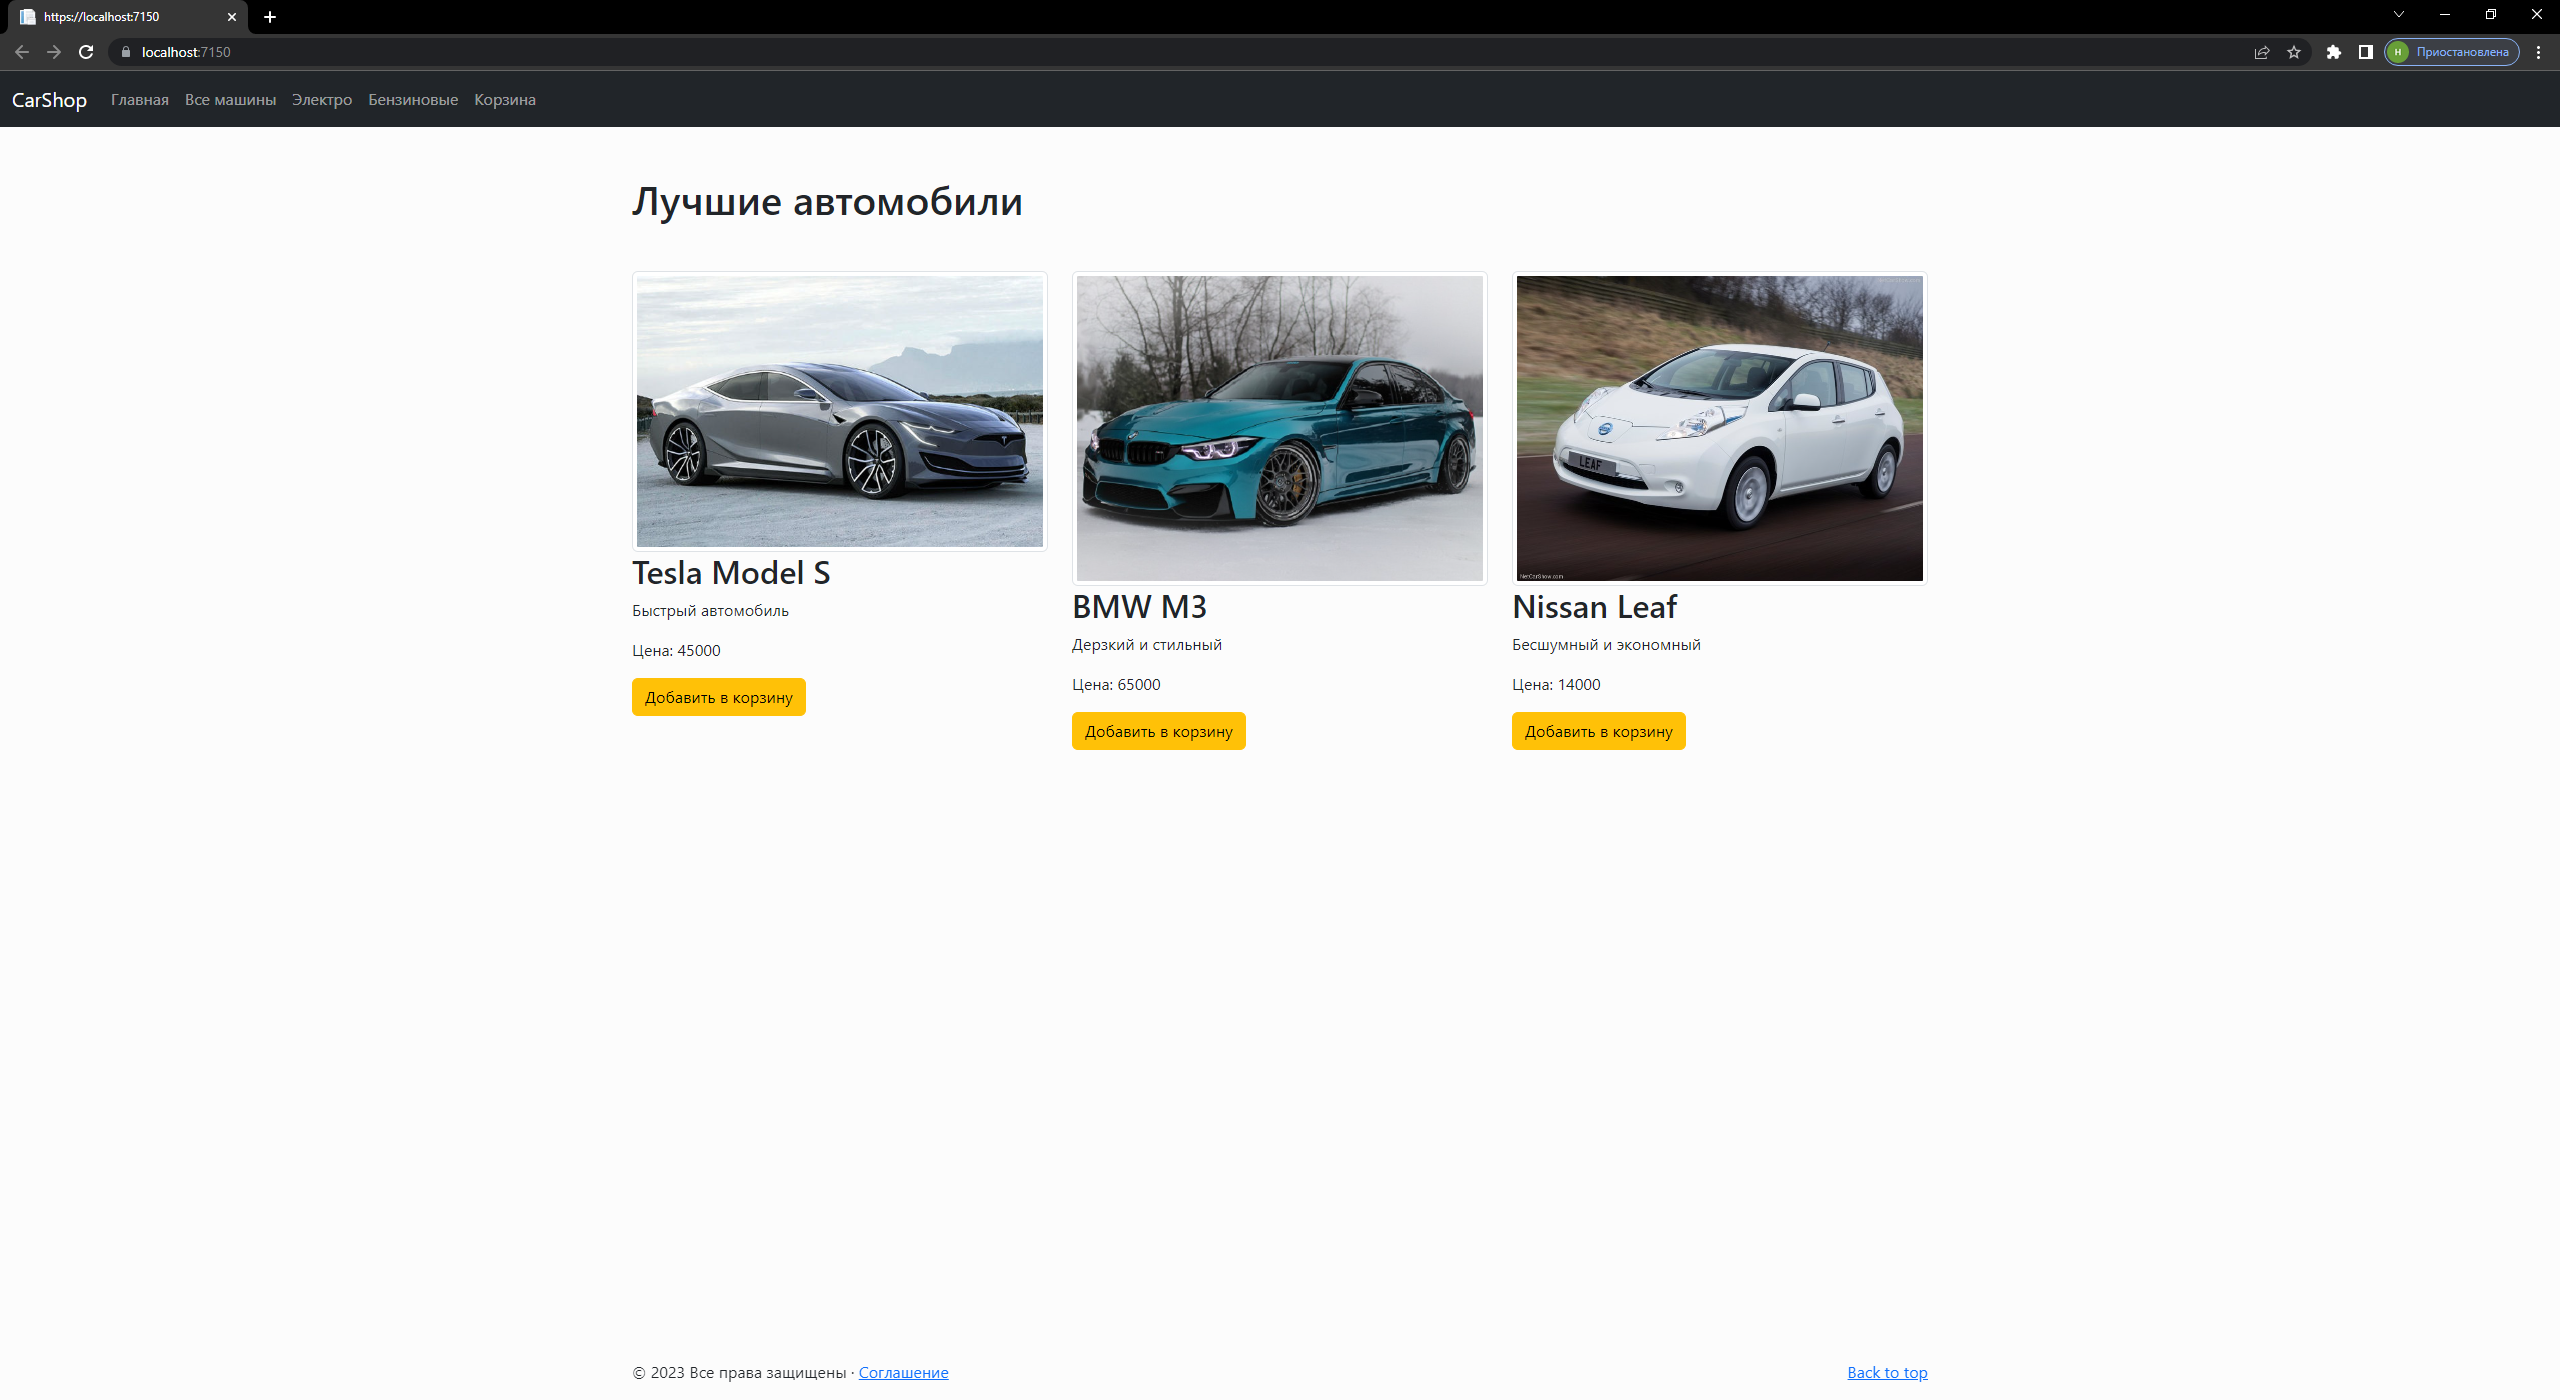 https://localhost:7150
localhost:7150
Н Приостановлена
CarShop Главная Все машины Электро Бензиновые Корзина
Лучшие автомобили
LEAF
NetCarShow.com
Tesla Model S
Быстрый автомобиль
Цена: 45000
Добавить в корзину
BMW M3
Дерзкий и стильный
Цена: 65000
Добавить в корзину
Nissan Leaf
Бесшумный и экономный
Цена: 14000
Добавить в корзину
© 2023 Все права защищены · Соглашение
Back to top